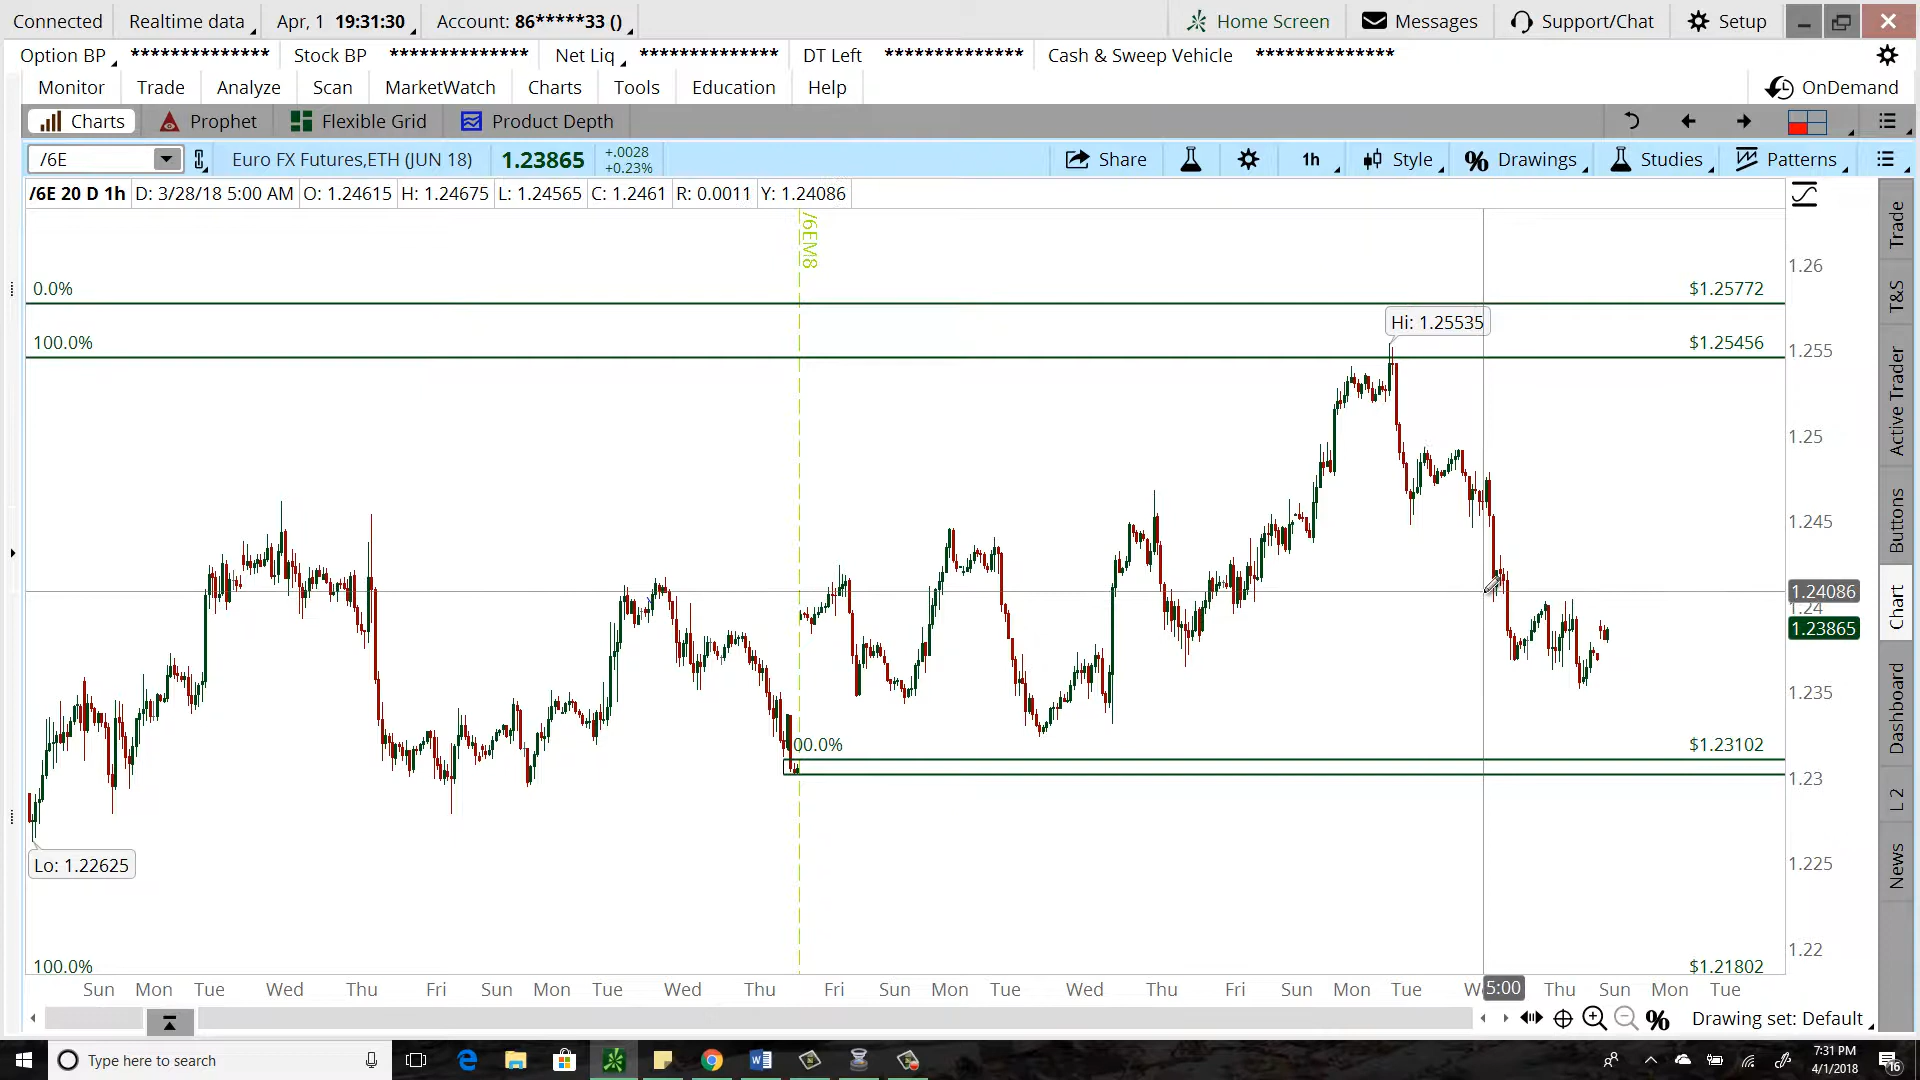 Connected Realtime data Apr, 1 19:31:30 Account: 86*****33 () Home Screen Messages Support/Chat Setup
Option BP ************** Stock BP ************** Net Liq ************** DT Left ************** Cash & Sweep Vehicle **************
Monitor Trade Analyze Scan MarketWatch Charts Tools Education Help OnDemand
Charts Prophet Flexible Grid Product Depth
/6E Euro FX Futures,ETH (JUN 18) 1.23865 +.0028 +0.23% Share 1h Style Drawings Studies Patterns
/6E 20 D 1h D: 3/28/18 5:00 AM O: 1.24615 H: 1.24675 L: 1.24565 C: 1.2461 R: 0.0011 Y: 1.24086
/6EM8
1.26
0.0% $1.25772
Hi: 1.25535
100.0% $1.25456
1.255
1.25
1.245
1.24086
1.24
1.23865
1.235
00.0% $1.23102
1.23
Lo: 1.22625
1.225
1.22
100.0% $1.21802
Sun Mon Tue Wed Thu Fri Sun Mon Tue Wed Thu Fri Sun Mon Tue Wed Thu Fri Sun Mon Tue W 5:00 Thu Sun Mon Tue
Drawing set: Default
Trade
T&S
Active Trader
Buttons
Chart
Dashboard
L 2
News
Type here to search
7:31 PM
4/1/2018
16